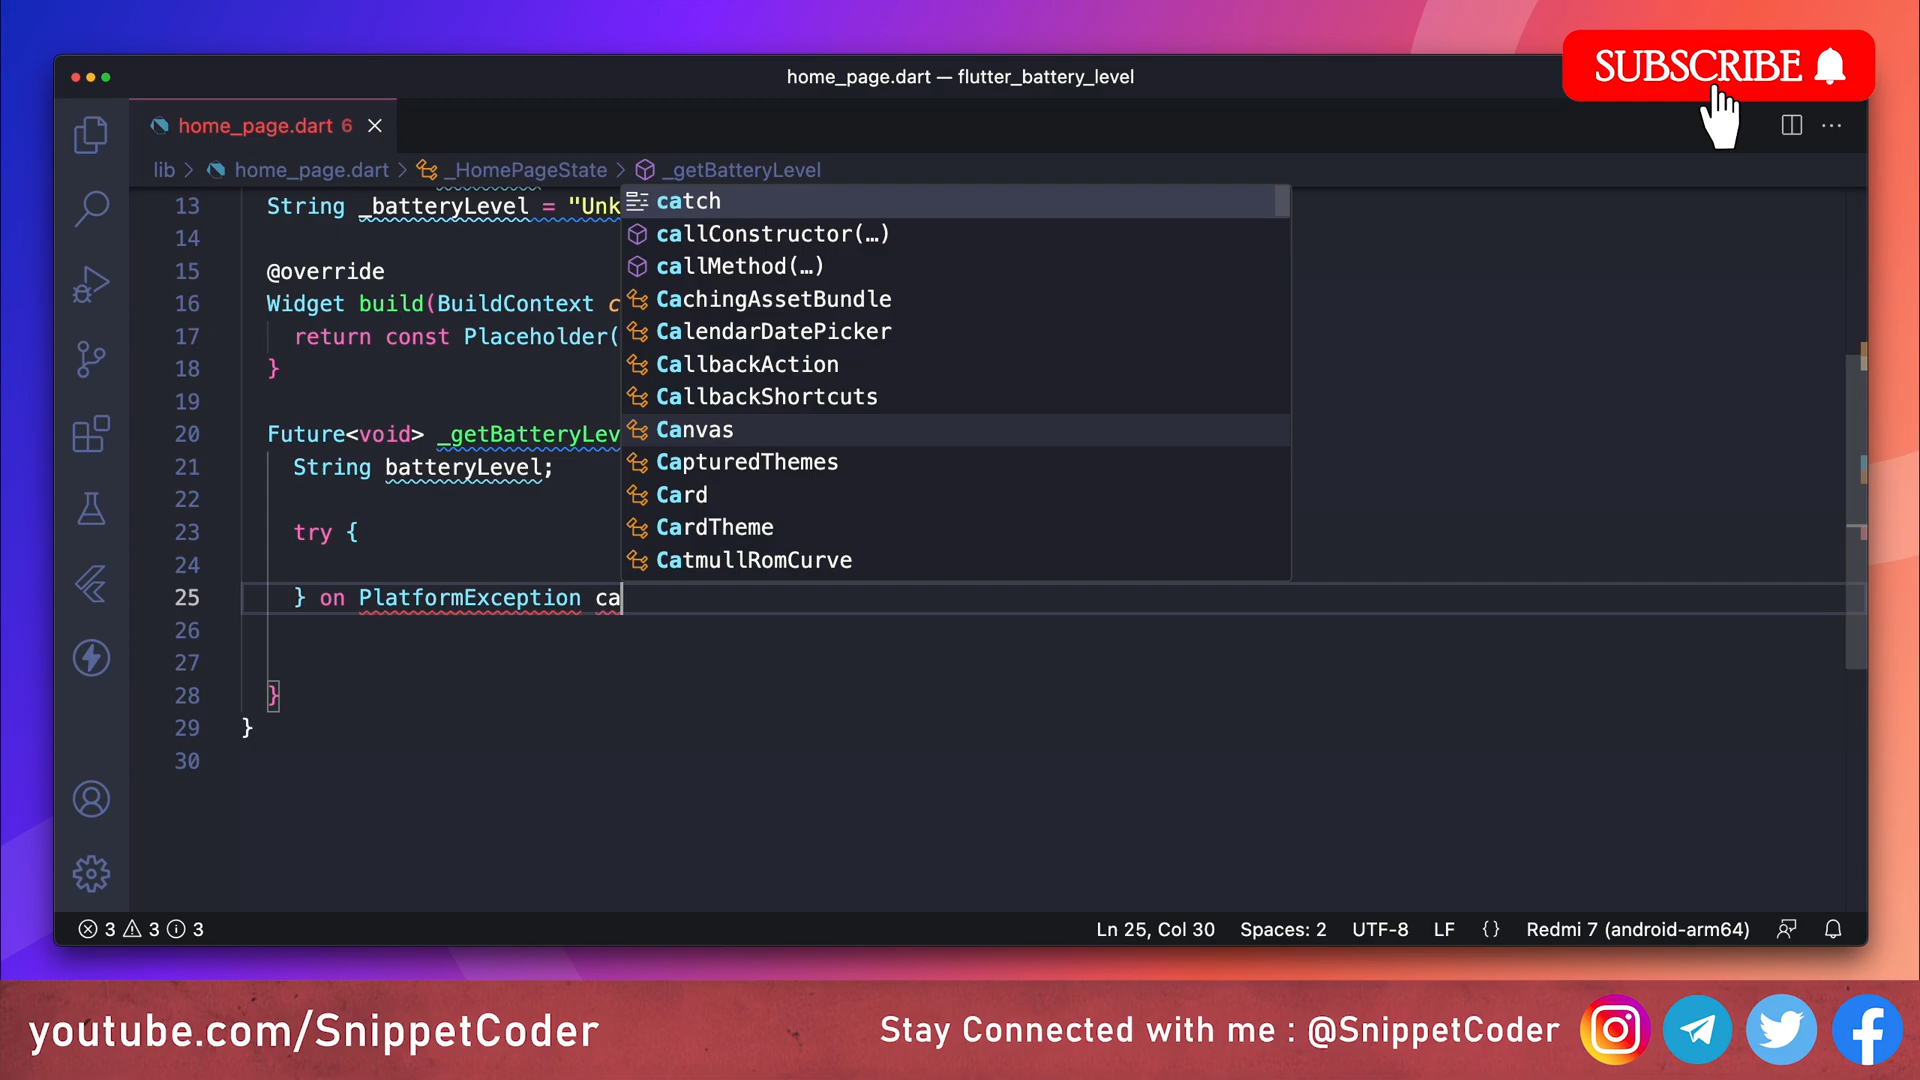 home_page.dart — flutter_battery_level
SUBSCRIBE
home_page.dart 6
lib > home_page.dart > _HomePageState > _getBatteryLevel
13 String _batteryLevel = "Unk
14
15 @override
16 Widget build(BuildContext c
17 return const Placeholder(
18 }
19
20 Future<void> _getBatteryLev
21 String batteryLevel;
22
23 try {
24
25 } on PlatformException ca
26
27
28 }
29 }
30
catch
callConstructor(…)
callMethod(…)
CachingAssetBundle
CalendarDatePicker
CallbackAction
CallbackShortcuts
Canvas
CapturedThemes
Card
CardTheme
CatmullRomCurve
3 3 3
Ln 25, Col 30 Spaces: 2 UTF-8 LF {} Redmi 7 (android-arm64)
youtube.com/SnippetCoder
Stay Connected with me : @SnippetCoder